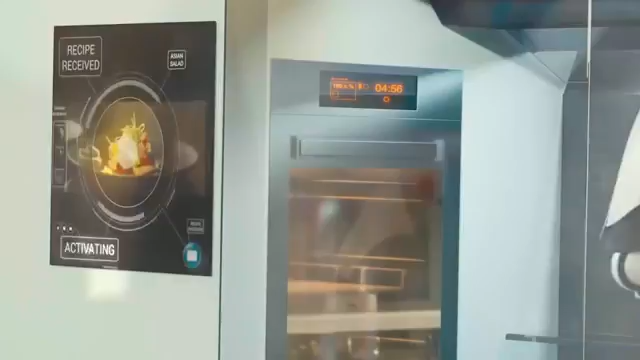 RECIPE
RECEIVED
ASIAN
SALAD
04:56
ACTIVATING